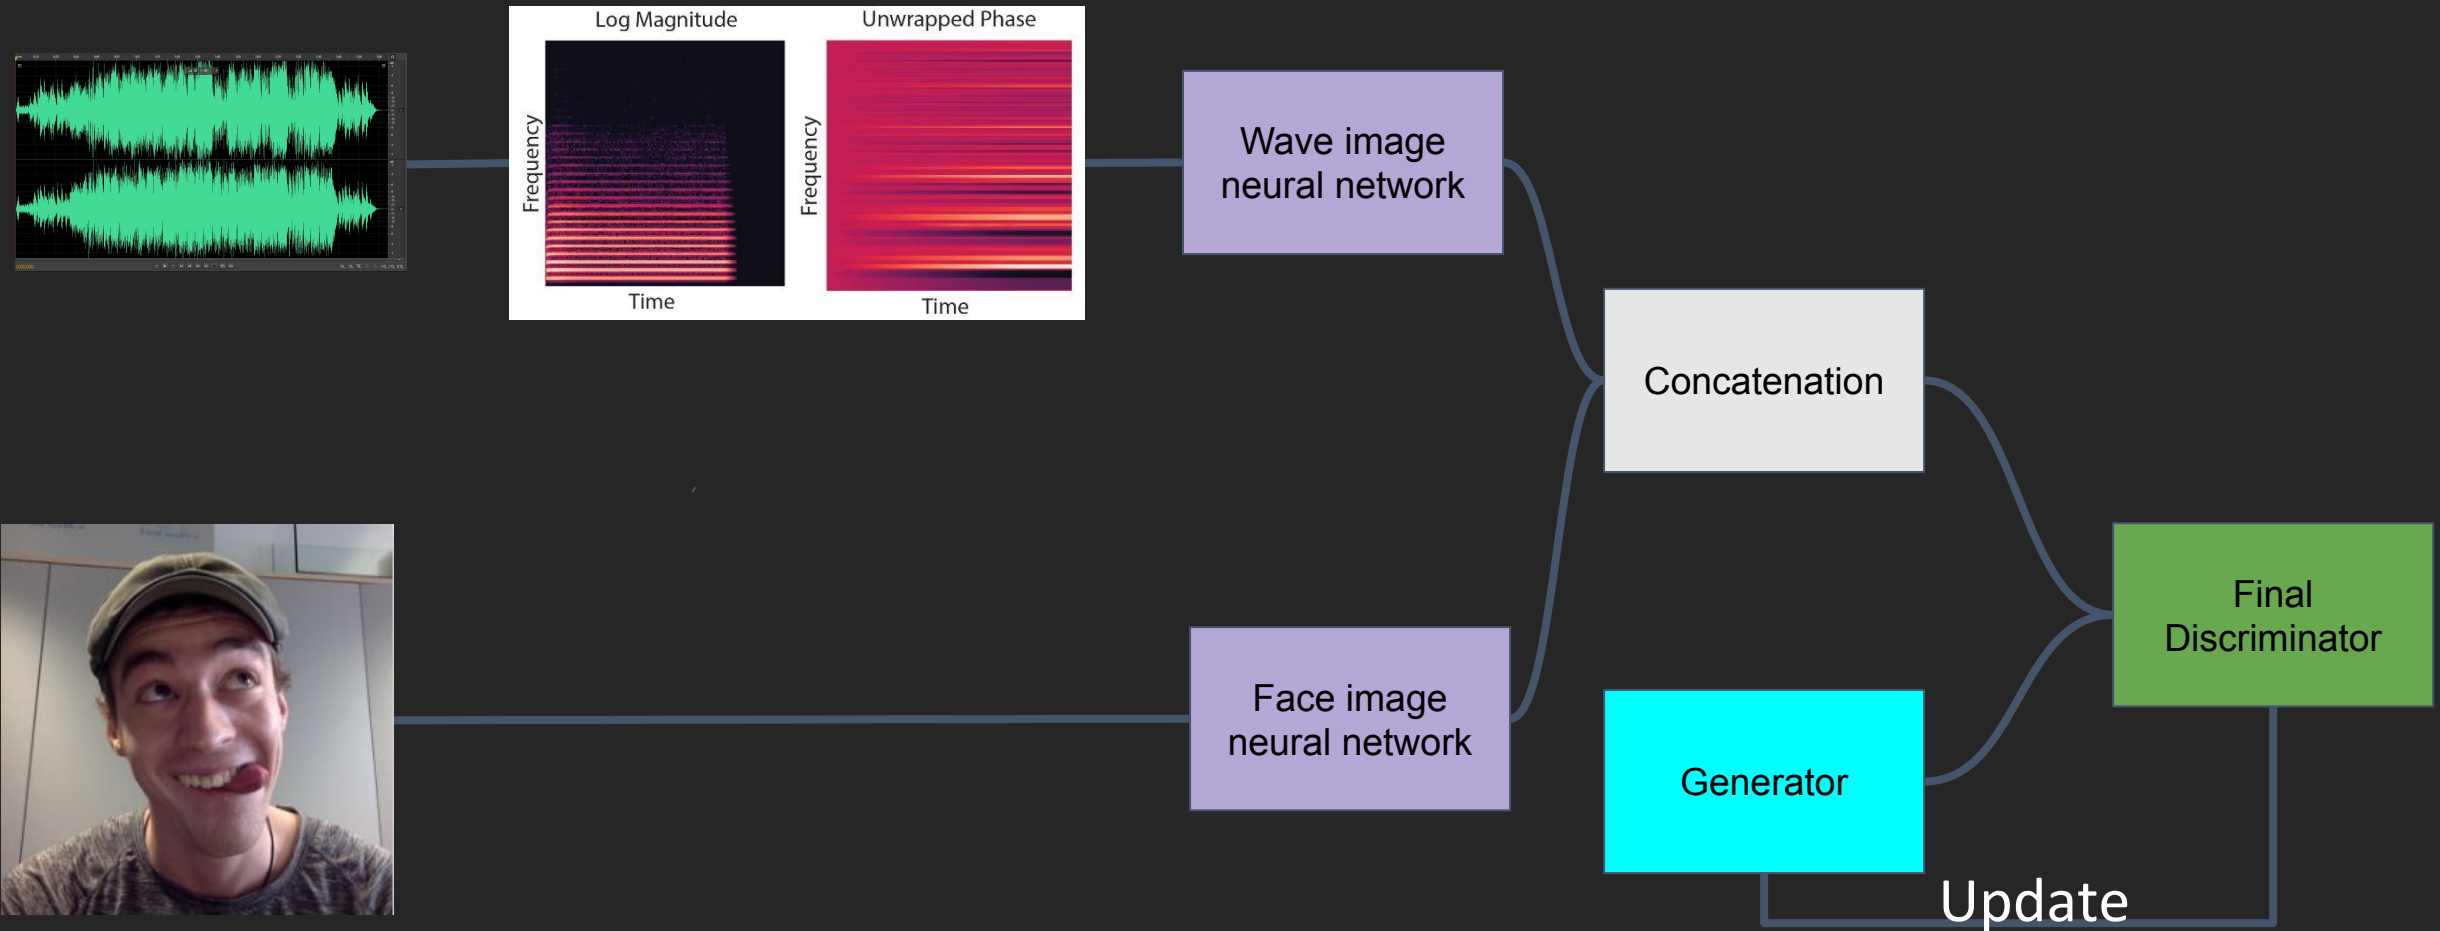 Log Magnitude
Unwrapped Phase
Frequency
Time
Frequency
Time
Wave image
neural network
Concatenation
Face image
neural network
Generator
Final
Discriminator
Update